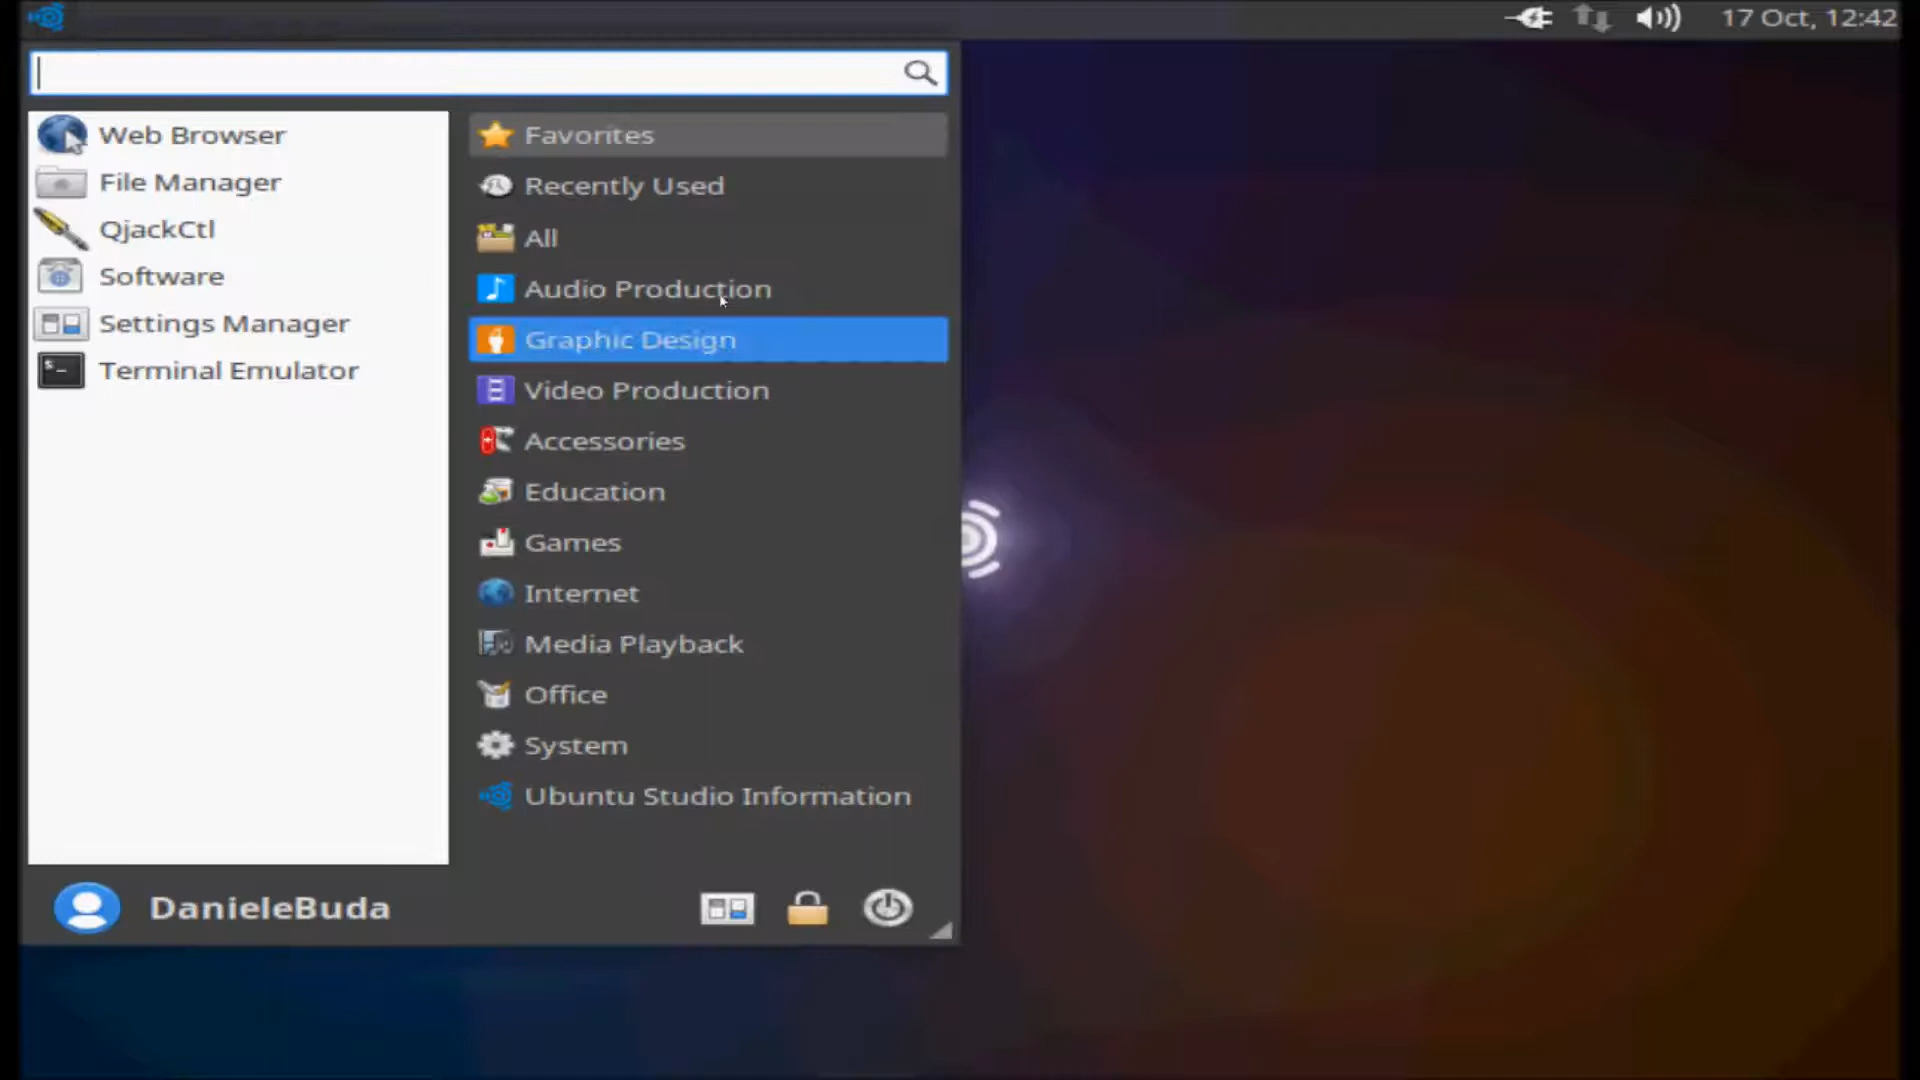 17 Oct, 12:42
Web Browser
File Manager
QjackCtl
Software
Settings Manager
Terminal Emulator
Favorites
Recently Used
All
Audio Production
Graphic Design
Video Production
Accessories
Education
Games
Internet
Media Playback
Office
System
Ubuntu Studio Information
DanieleBuda